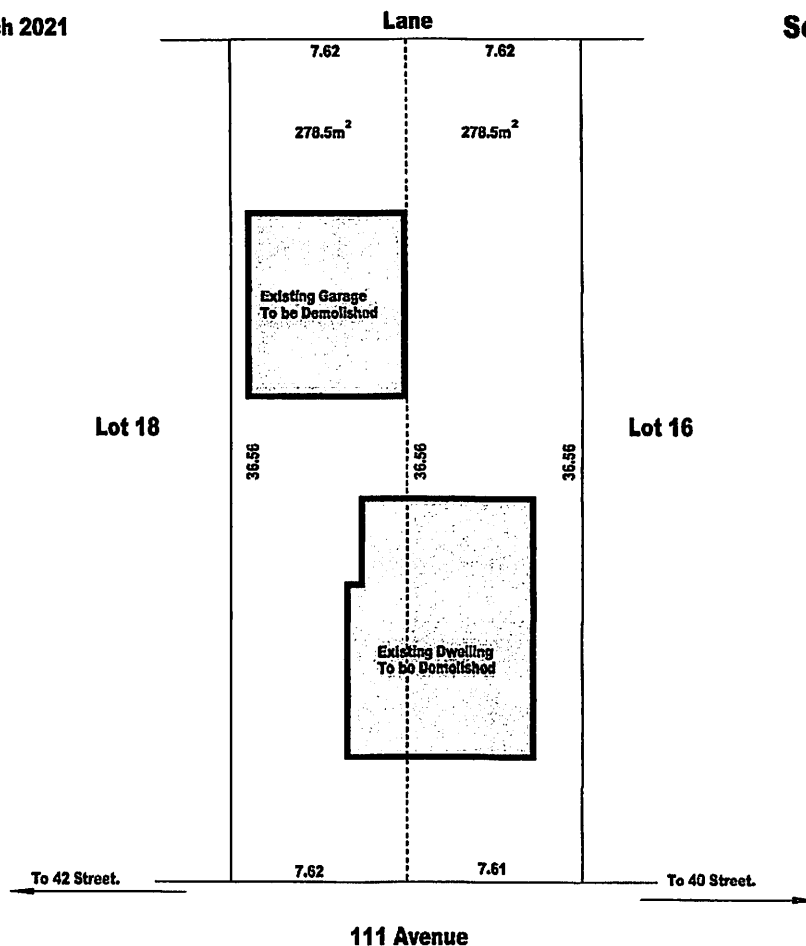 ch 2021
Lane
Se
7.62
7.62
278.5m²
278.5m²
Existing Garage
To be Demolished
Lot 18
Lot 16
36.56
36.56
36.56
Existing Dwelling
To be Demolished
To 42 Street.
7.62
7.61
To 40 Street.
111 Avenue